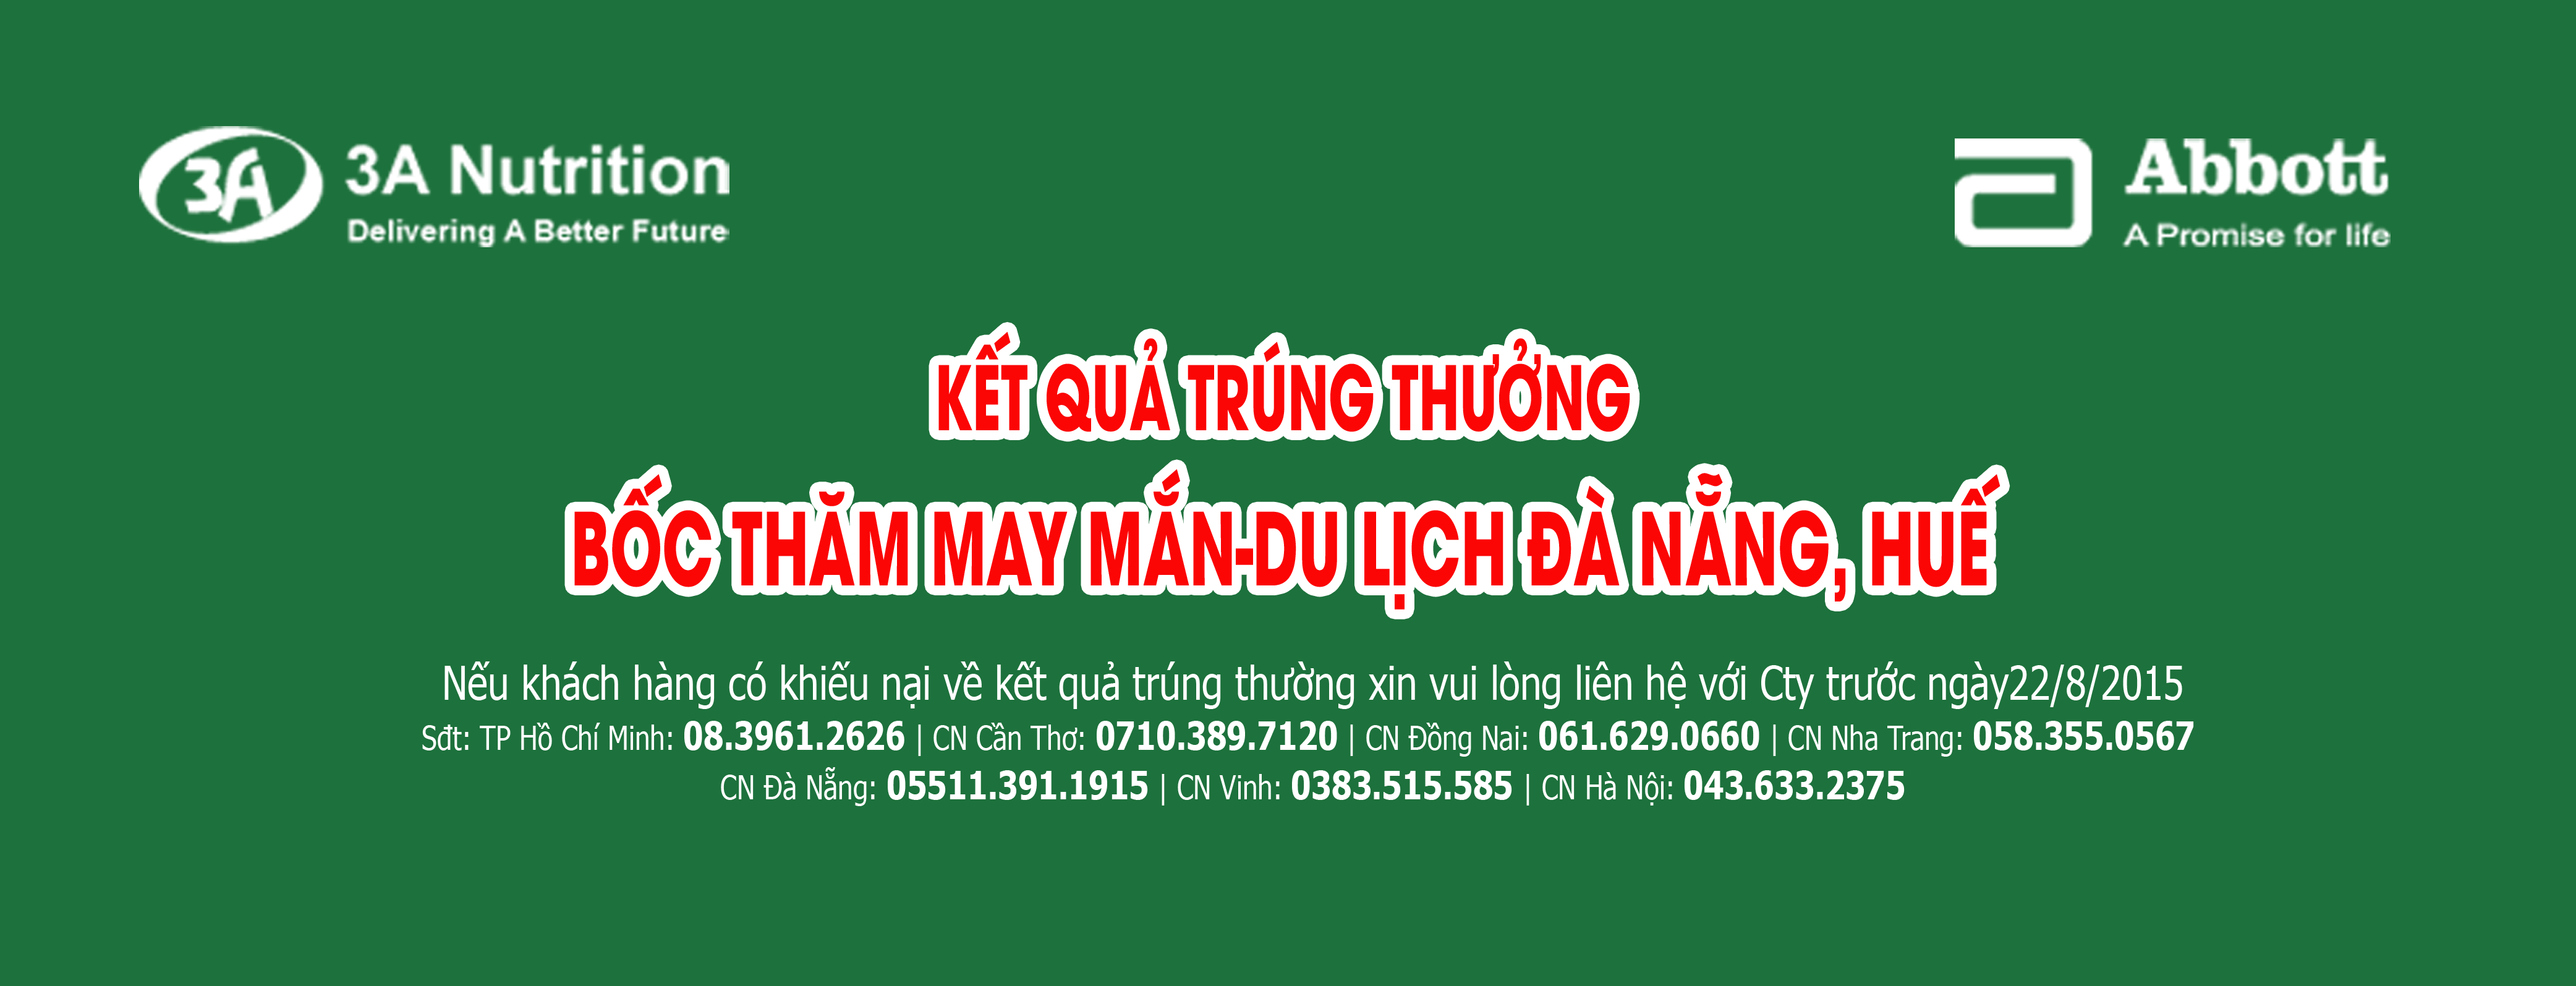 3A
3A Nutrition
Delivering A Better Future
Abbott
A Promise for life
KẾT QUẢ TRÚNG THƯỞNG
BỐC THĂM MAY MẮN-DU LỊCH ĐÀ NẴNG, HUẾ
Nếu khách hàng có khiếu nại về kết quả trúng thường xin vui lòng liên hệ với Cty trước ngày22/8/2015
Sđt: TP Hồ Chí Minh: 08.3961.2626 | CN Cần Thơ: 0710.389.7120 | CN Đồng Nai: 061.629.0660 | CN Nha Trang: 058.355.0567
CN Đà Nẵng: 05511.391.1915 | CN Vinh: 0383.515.585 | CN Hà Nội: 043.633.2375